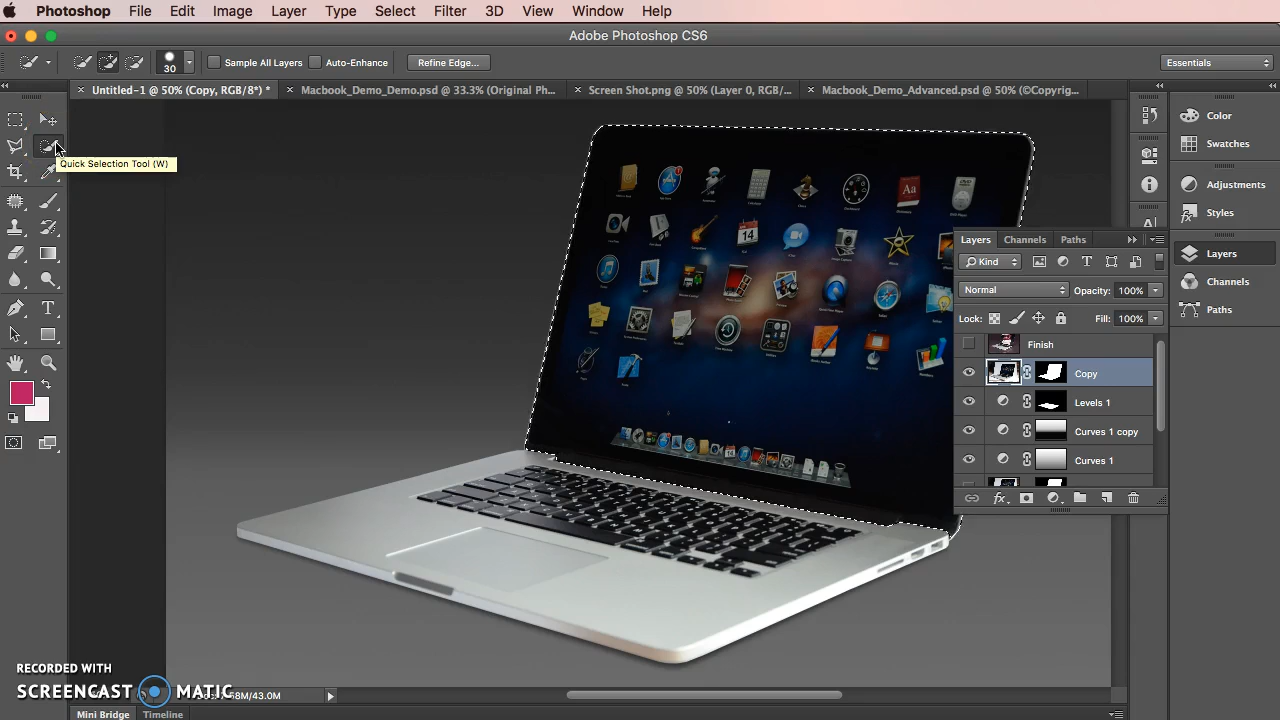 Photoshop File Edit Image Layer Type Select Filter 3D View Window Help
Adobe Photoshop CS6
30 Sample All Layers Auto-Enhance Refine Edge... Essentials
Untitled-1 @ 50% (Copy, RGB/8*) * Macbook_Demo_Demo.psd @ 33.3% (Original Ph... Screen Shot.png @ 50% (Layer 0, RGB/... Macbook_Demo_Advanced.psd @ 50% (©Copyrig...
Quick Selection Tool (W)
Color
Swatches
Adjustments
Styles
Layers
Channels
Paths
Layers Channels Paths
Kind
Normal Opacity: 100%
Lock: Fill: 100%
Finish
Copy
Levels 1
Curves 1 copy
Curves 1
fx
14
14
Aa
RECORDED WITH
SCREENCAST MATIC
M/43.0M
Mini Bridge Timeline